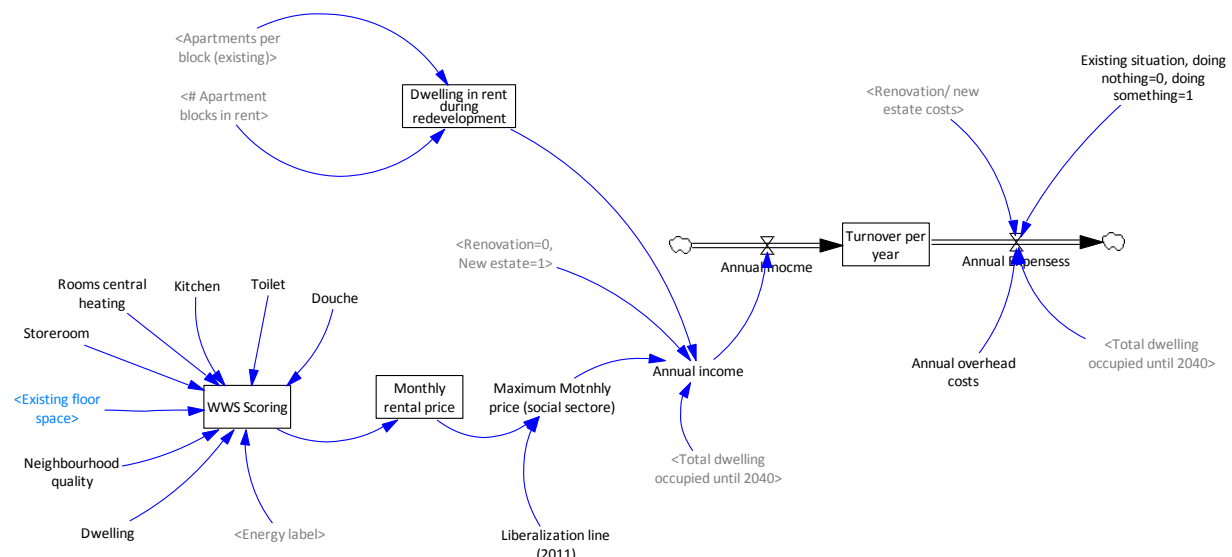 <Apartments per
block (existing)>
<# Apartment
blocks in rent>
Dwelling in rent
during
redevelopment
Existing situation, doing
nothing=0, doing
something=1
<Renovation/ new
estate costs>
<Renovation=0,
New estate=1>
Turnover per
year
Annual Inocme
Annual Expensess
Rooms central
heating
Kitchen
Toilet
Douche
Storeroom
<Existing floor
space>
WWS Scoring
Monthly
rental price
Maximum Motnhly
price (social sectore)
Annual income
Annual overhead
costs
<Total dwelling
occupied until 2040>
Neighbourhood
quality
Dwelling
<Energy label>
<Total dwelling
occupied until 2040>
Liberalization line
(2011)